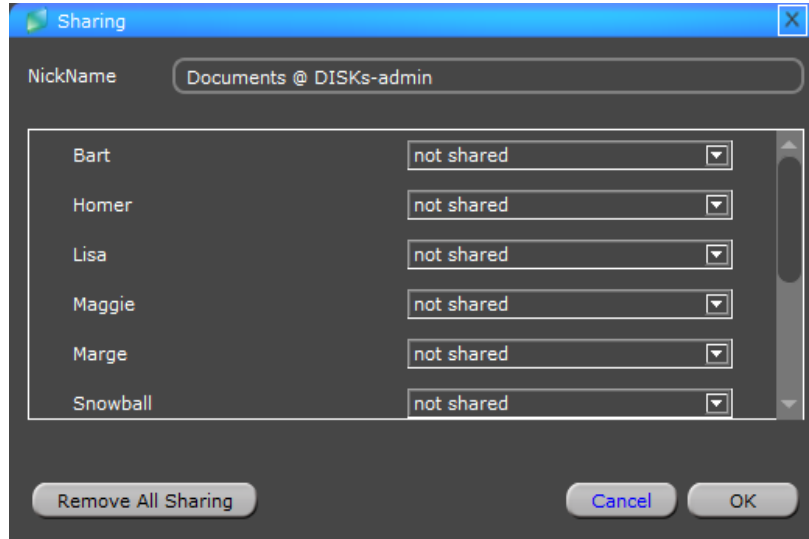 Sharing
NickName Documents @ DISKs-admin
Bart not shared
Homer not shared
Lisa not shared
Maggie not shared
Marge not shared
Snowball not shared
Remove All Sharing Cancel OK